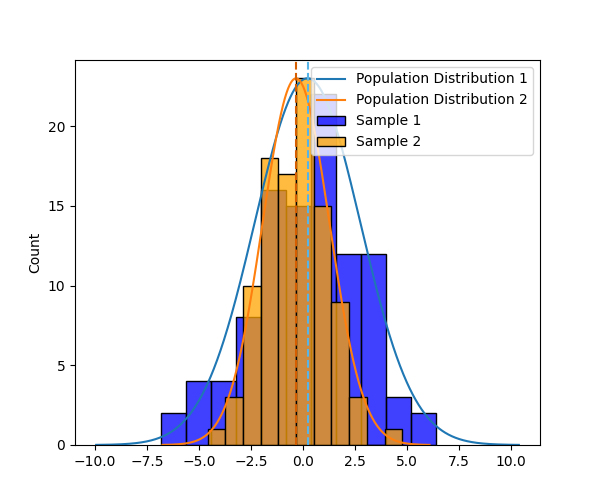 Population Distribution 1
Population Distribution 2
Sample 1
Sample 2
Count
20
15
10
5
0
−10.0 −7.5 −5.0 −2.5 0.0 2.5 5.0 7.5 10.0